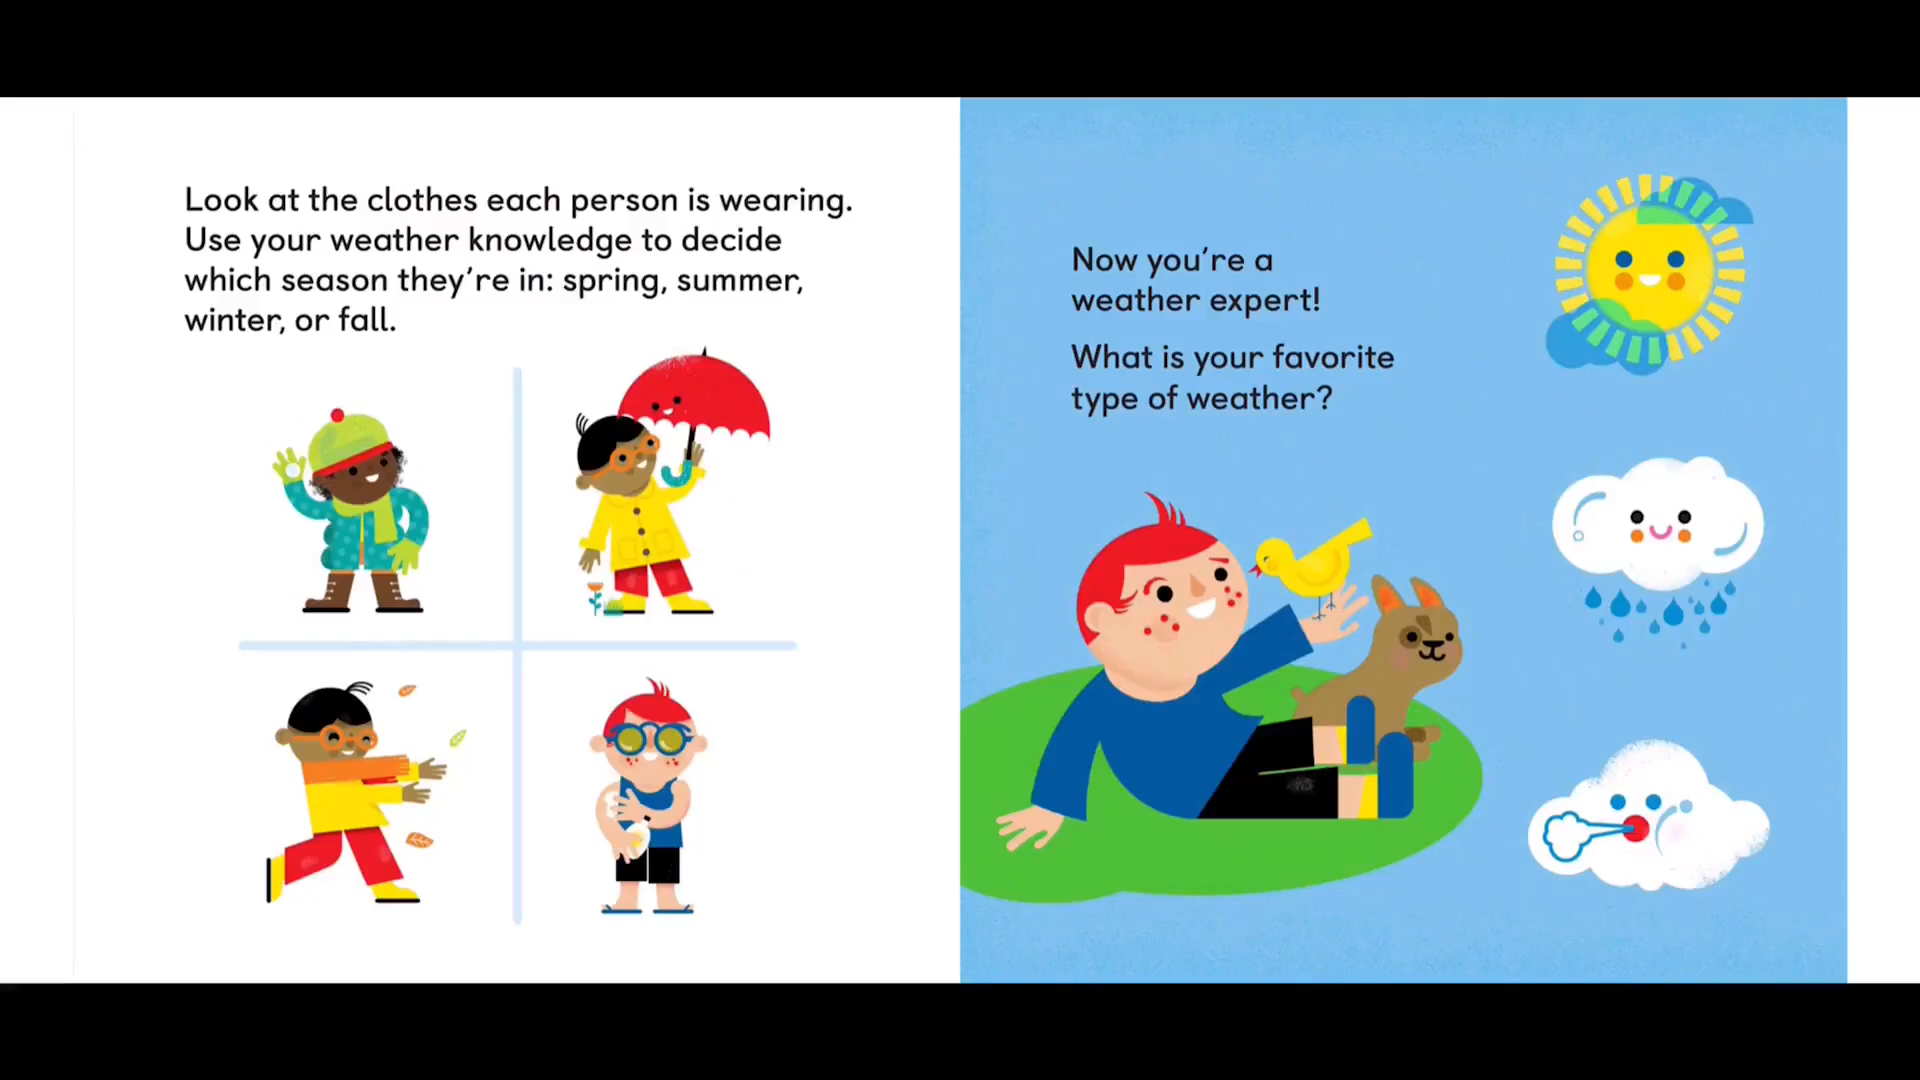 Look at the clothes each person is wearing.
Use your weather knowledge to decide
which season they’re in: spring, summer,
winter, or fall.
Now you’re a
weather expert!
What is your favorite
type of weather?